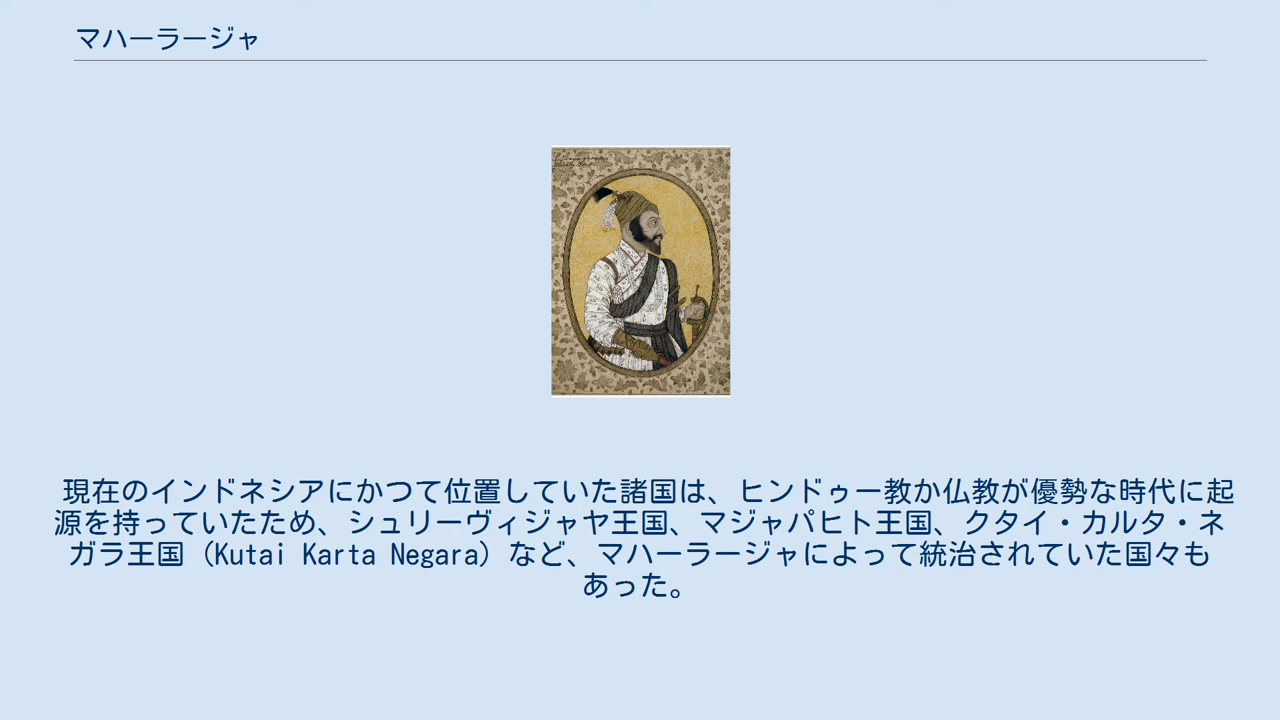 マハーラージャ
現在のインドネシアにかつて位置していた諸国は、ヒンドゥー教か仏教が優勢な時代に起
源を持っていたため、シュリーヴィジャヤ王国、マジャパヒト王国、クタイ・カルタ・ネ
ガラ王国（Kutai Karta Negara）など、マハーラージャによって統治されていた国々も
あった。